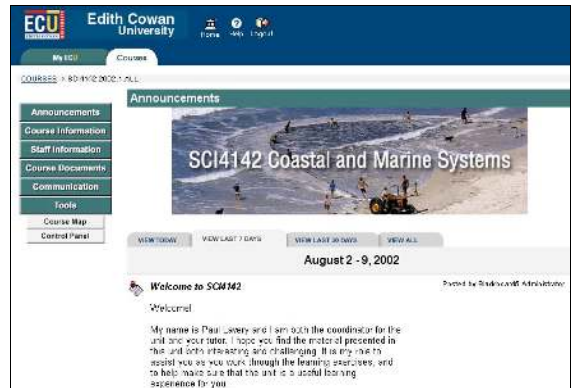 ECU
Edith Cowan
University
Home Help Logout
My ECU
Courses
COURSES > SCI4142.2002.1.ALL
Announcements
Announcements
Course Information
Staff Information
Course Documents
Communication
Tools
Course Map
Control Panel
SCI4142 Coastal and Marine Systems
VIEW TODAY
VIEW LAST 7 DAYS
VIEW LAST 30 DAYS
VIEW ALL
August 2 - 9, 2002
Welcome to SCI4142
Posted by Blackboard5 Administrator
Welcome!
My name is Paul Lavery and I am both the coordinator for the
unit and your tutor. I hope you find the material presented in
this unit both interesting and challenging. It is my role to
assist you as you work through the learning exercises, and
to help make sure that the unit is a useful learning
experience for you